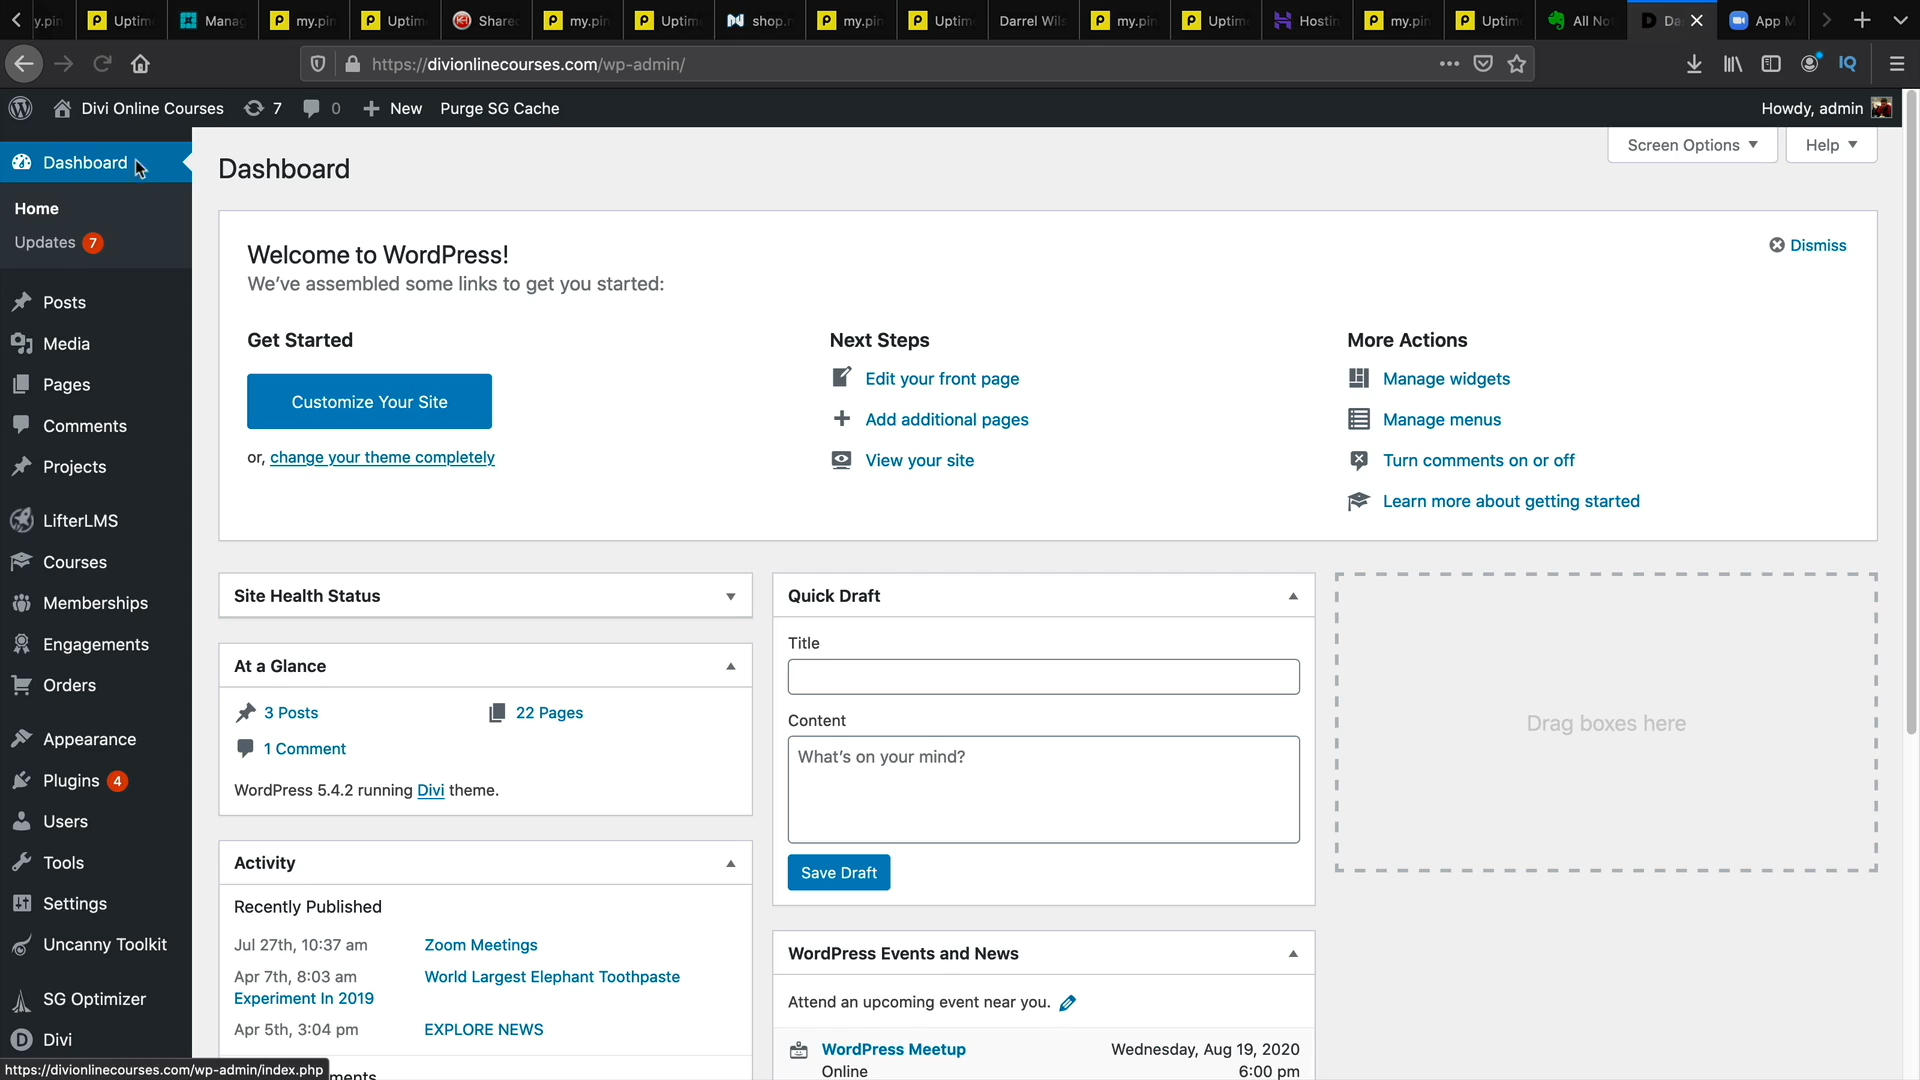 y.pin
Uptime
Manag
my.pin
Uptime
Shared
my.pin
Uptime
shop.n
my.pin
Uptime
Darrel Wils
my.pin
Uptime
Hostin
my.pin
Uptime
All Not
Da
App M
https://divionlinecourses.com/wp-admin/
IQ
Divi Online Courses
7
0
New
Purge SG Cache
Howdy, admin
Dashboard
Home
Updates 7
Posts
Media
Pages
Comments
Projects
LifterLMS
Courses
Memberships
Engagements
Orders
Appearance
Plugins 4
Users
Tools
Settings
Uncanny Toolkit
SG Optimizer
Divi
https://divionlinecourses.com/wp-admin/index.php
Dashboard
Screen Options
Help
Welcome to WordPress!
We've assembled some links to get you started:
Dismiss
Get Started
Customize Your Site
or, change your theme completely
Next Steps
Edit your front page
Add additional pages
View your site
More Actions
Manage widgets
Manage menus
Turn comments on or off
Learn more about getting started
Site Health Status
At a Glance
3 Posts
22 Pages
1 Comment
WordPress 5.4.2 running Divi theme.
Activity
Recently Published
Jul 27th, 10:37 am Zoom Meetings
Apr 7th, 8:03 am World Largest Elephant Toothpaste
Experiment In 2019
Apr 5th, 3:04 pm EXPLORE NEWS
ments
Quick Draft
Title
Content
What's on your mind?
Save Draft
WordPress Events and News
Attend an upcoming event near you.
WordPress Meetup Wednesday, Aug 19, 2020
Online 6:00 pm
Drag boxes here